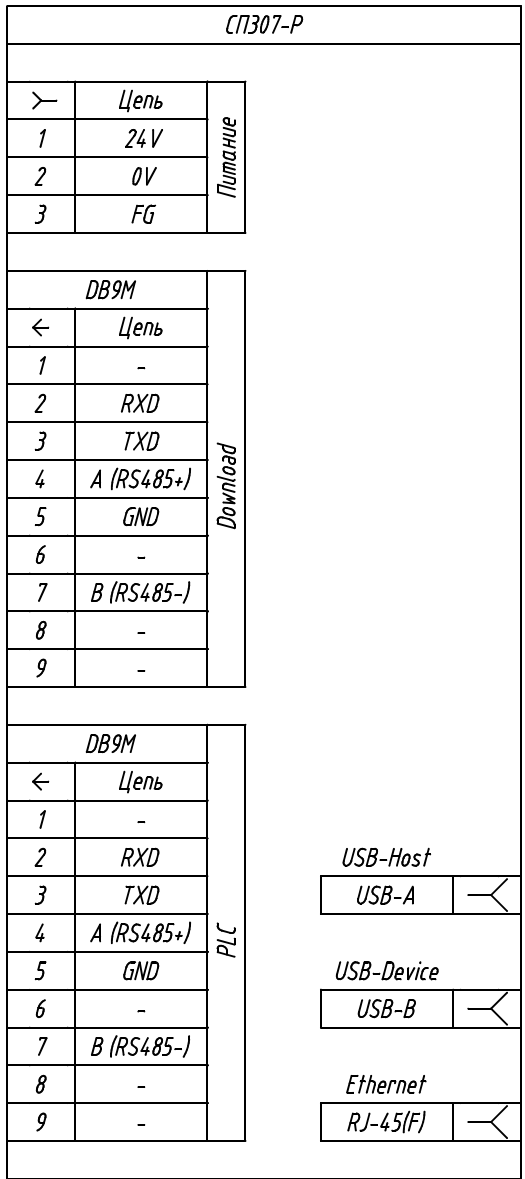 СП307-Р
Цепь
1 24V
2 0V
3 FG
Питание
DB9M
Цепь
1 -
2 RXD
3 TXD
4 A (RS485+)
5 GND
6 -
7 B (RS485-)
8 -
9 -
Download
DB9M
Цепь
1 -
2 RXD
3 TXD
4 A (RS485+)
5 GND
6 -
7 B (RS485-)
8 -
9 -
PLC
USB-Host
USB-A
USB-Device
USB-B
Ethernet
RJ-45(F)